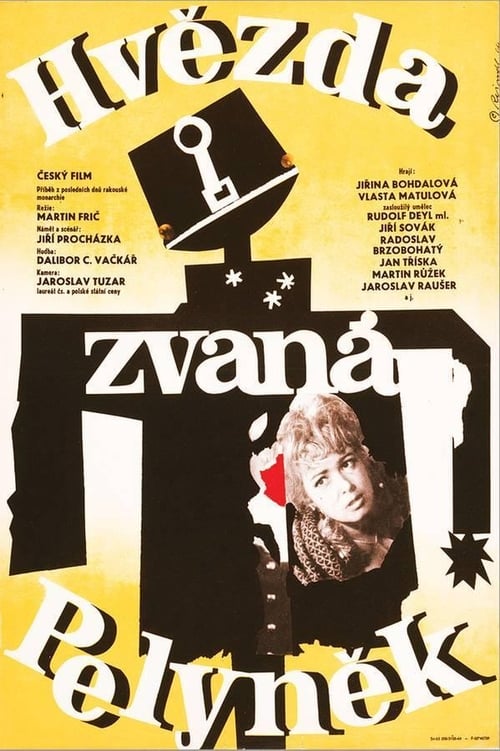 Hvězda
ČESKÝ FILM
Příběh z posledních dnů rakouské
monarchie
Režie:
MARTIN FRIČ
Námět a scénář:
JIŘÍ PROCHÁZKA
Hudba:
DALIBOR C. VAČKÁŘ
Kamera:
JAROSLAV TUZAR
laureát čs. a polské státní ceny
Hrají:
JIŘINA BOHDALOVÁ
VLASTA MATULOVÁ
zasloužilý umělec
RUDOLF DEYL ml.
JIŘÍ SOVÁK
RADOSLAV
BRZOBOHATÝ
JAN TŘÍSKA
MARTIN RŮŽEK
JAROSLAV RAUŠER
a j.
zvaná
Pelyněk